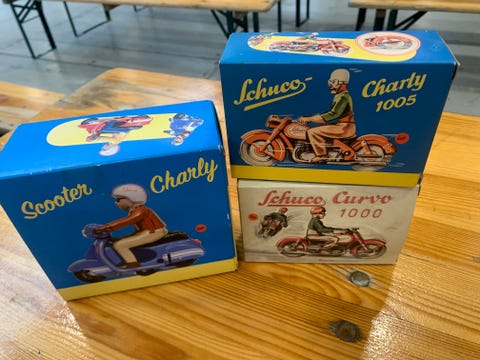 Scooter Charly
Schuco
Charly
1005
Schuco Curvo
1000